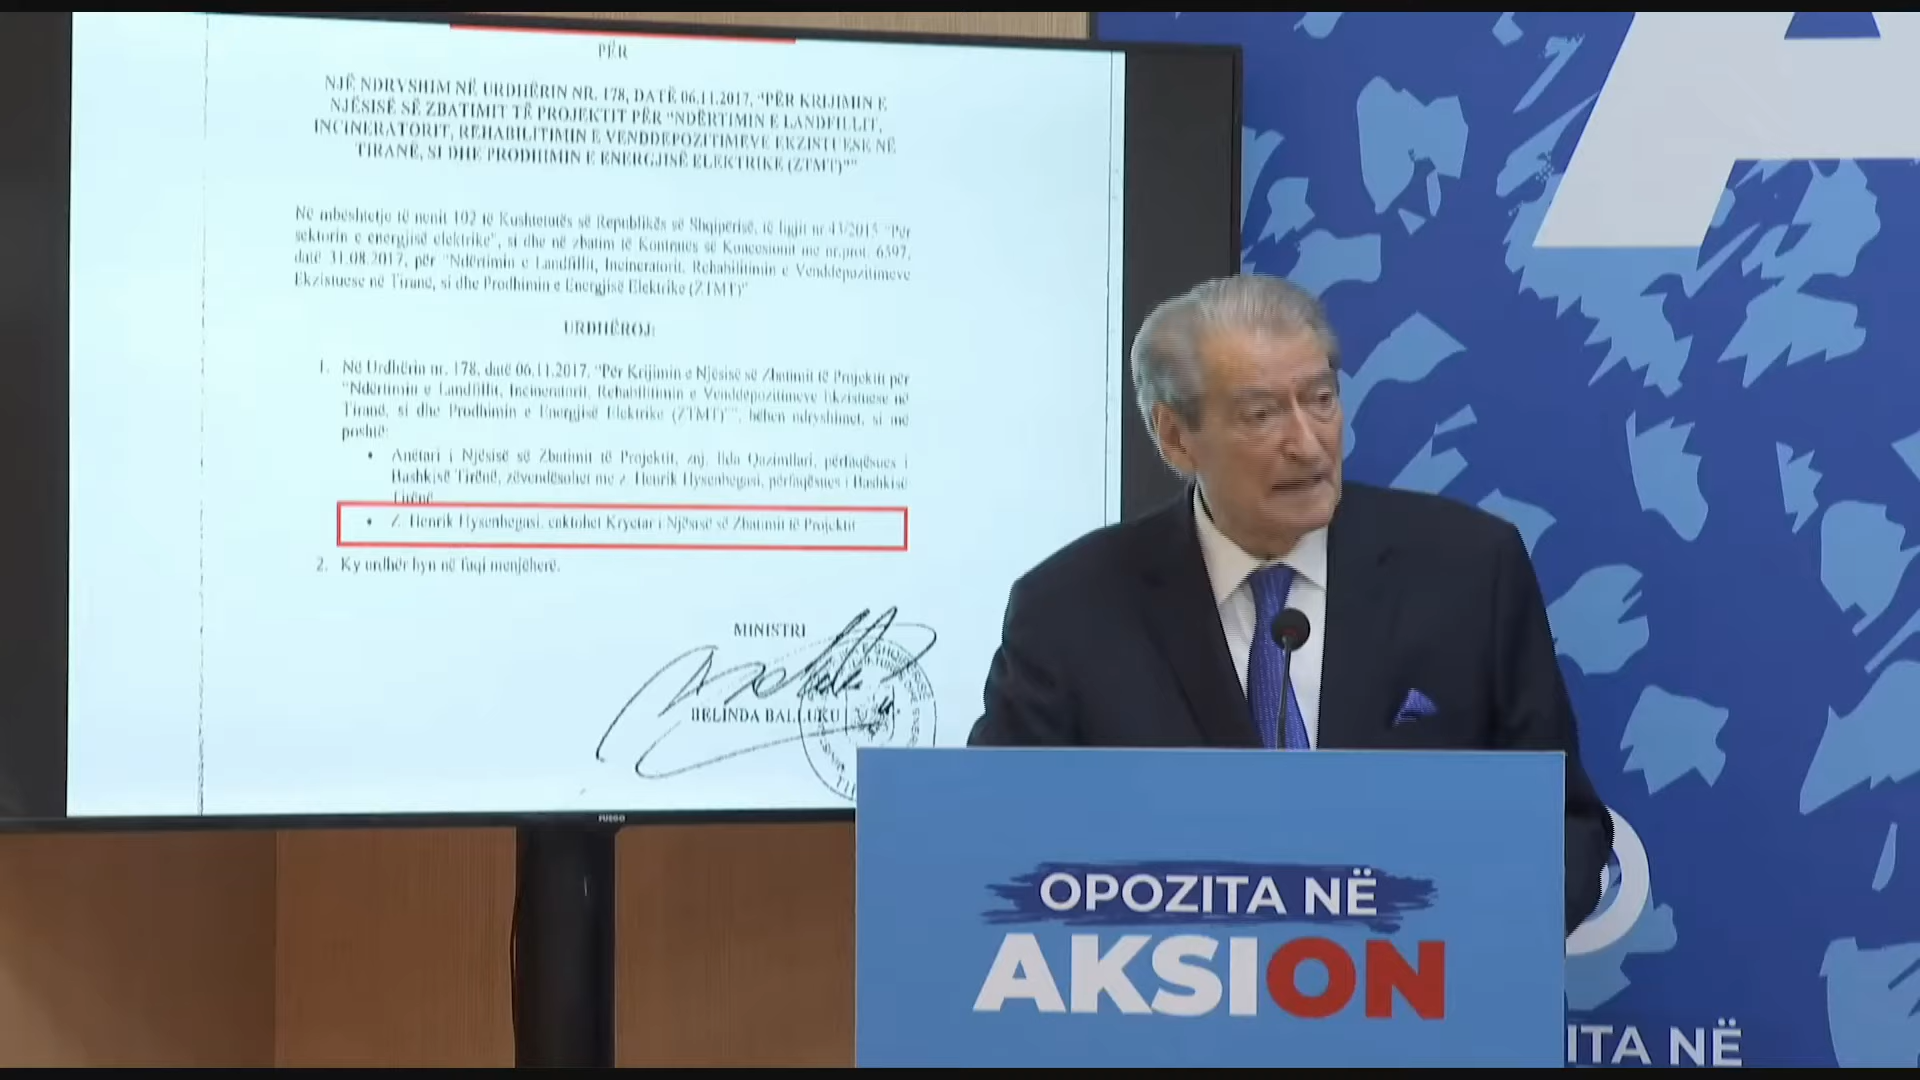 PËR
NJË NDRYSHIM NË URDHËRIN NR. 178, DATË 06.11.2017, "PËR KRIJIMIN E
NJËSISË SË ZBATIMIT TË PROJEKTIT PËR "NDËRTIMIN E LANDFILLIT,
INCINERATORIT, REHABILITIMIN E VENDDEPOZITIMEVE EKZISTUESE NË
TIRANË, SI DHE PRODHIMIN E ENERGJISË ELEKTRIKE (ZTMT)""
Në mbështetje të nenit 102 të Kushtetutës së Republikës së Shqipërisë, të ligjit nr 43/2015 "Për
sektorin e energjisë elektrike", si dhe në zbatim të Kontratës së Koncesionit me nr.prot. 6597,
datë 31.08.2017, për "Ndërtimin e Landfillit, Incineratorit, Rehabilitimin e Venddepozitimeve
Ekzistuese në Tiranë, si dhe Prodhimin e Energjisë Elektrike (ZTMT)"
URDHËROJ:
1. Në Urdhërin nr. 178, datë 06.11.2017, "Për Krijimin e Njësisë së Zbatimit të Projektit për
"Ndërtimin e Landfillit, Incineratorit, Rehabilitimin e Venddepozitimeve Ekzistuese në
Tiranë, si dhe Prodhimin e Energjisë Elektrike (ZTMT)"", bëhen ndryshimet, si më
poshtë:
• Anëtari i Njësisë së Zbatimit të Projektit, znj. Ilda Qazimllari, përfaqësues i
Bashkisë Tiranë, zëvendësohet me z. Henrik Hysenbegasi, përfaqësues i Bashkisë
Tiranë
• Z. Henrik Hysenbegasi, caktohet Kryetar i Njësisë së Zbatimit të Projektit
2. Ky urdhër hyn në fuqi menjëherë.
MINISTRI
BELINDA BALLUKU
FUEGO
OPOZITA NË
AKSION
ITA NË